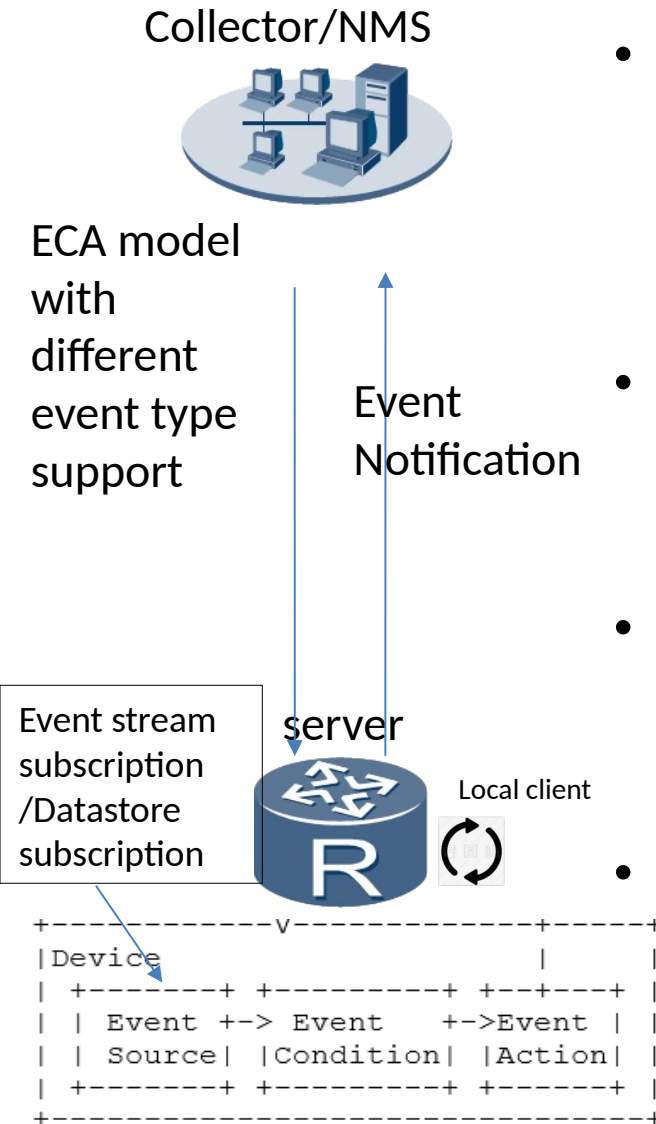 Collector/NMS
ECA model
with
different
event type
support
Event
Notification
Event stream
subscription
/Datastore
subscription
server
Local client
R
+------------v-------------+-----+
|Device                    |     |
|  +-------+ +---------+ +--+---+ |
|  | Event +-> Event   +->Event | |
|  | Source| |Condition| |Action| |
|  +-------+ +---------+ +------+ |
+---------------------------------+